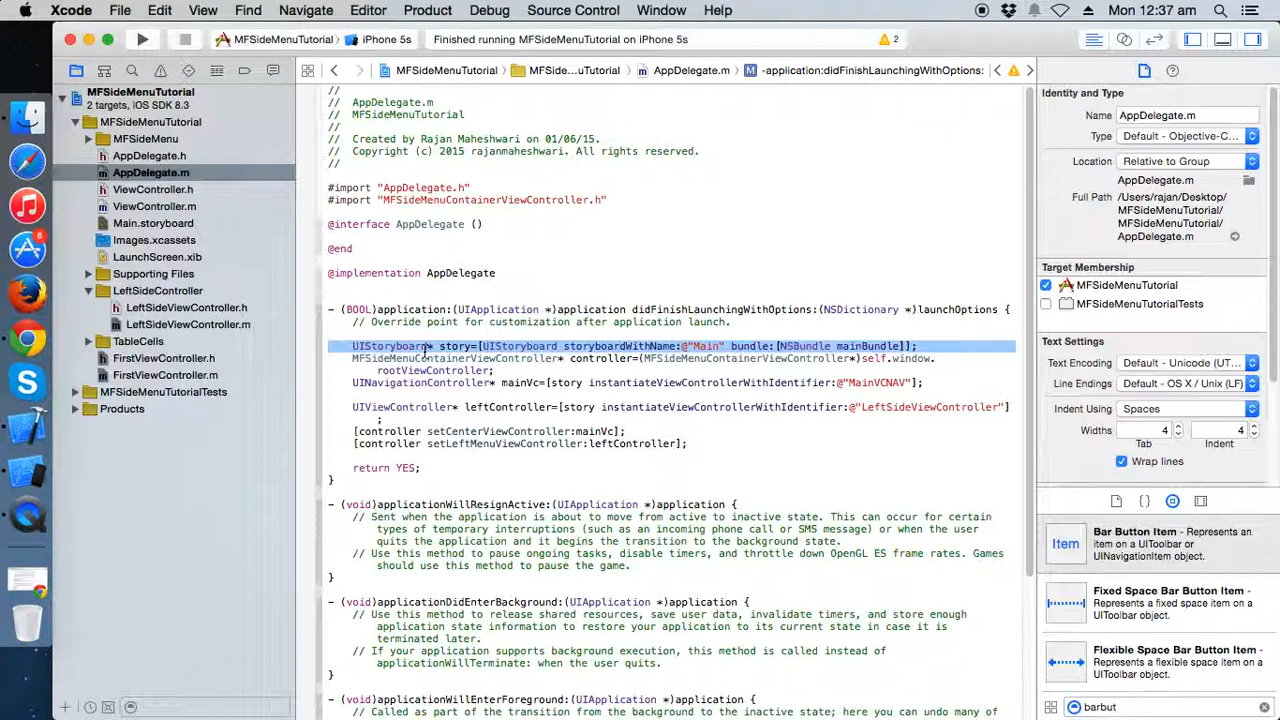 Xcode File Edit View Find Navigate Editor Product Debug Source Control Window Help Mon 12:37 am
MFSideMenuTutorial iPhone 5s Finished running MFSideMenuTutorial on iPhone 5s 2
MFSideMenuTutorial MFSide...uTutorial AppDelegate.m M -application:didFinishLaunchingWithOptions:
MFSideMenuTutorial
2 targets, iOS SDK 8.3
MFSideMenuTutorial
MFSideMenu
h AppDelegate.h
m AppDelegate.m
h ViewController.h
m ViewController.m
Main.storyboard
Images.xcassets
LaunchScreen.xib
Supporting Files
LeftSideController
h LeftSideViewController.h
m LeftSideViewController.m
TableCells
h FirstViewController.h
m FirstViewController.m
MFSideMenuTutorialTests
Products
6
//
// AppDelegate.m
// MFSideMenuTutorial
//
// Created by Rajan Maheshwari on 01/06/15.
// Copyright (c) 2015 rajanmaheshwari. All rights reserved.
//
#import "AppDelegate.h"
#import "MFSideMenuContainerViewController.h"
@interface AppDelegate ()
@end
@implementation AppDelegate
- (BOOL)application:(UIApplication *)application didFinishLaunchingWithOptions:(NSDictionary *)launchOptions {
// Override point for customization after application launch.
UIStoryboard* story=[UIStoryboard storyboardWithName:@"Main" bundle:[NSBundle mainBundle]];
MFSideMenuContainerViewController* controller=(MFSideMenuContainerViewController*)self.window.
rootViewController;
UINavigationController* mainVc=[story instantiateViewControllerWithIdentifier:@"MainVCNAV"];
UIViewController* leftController=[story instantiateViewControllerWithIdentifier:@"LeftSideViewController"]
;
[controller setCenterViewController:mainVc];
[controller setLeftMenuViewController:leftController];
return YES;
}
- (void)applicationWillResignActive:(UIApplication *)application {
// Sent when the application is about to move from active to inactive state. This can occur for certain
types of temporary interruptions (such as an incoming phone call or SMS message) or when the user
quits the application and it begins the transition to the background state.
// Use this method to pause ongoing tasks, disable timers, and throttle down OpenGL ES frame rates. Games
should use this method to pause the game.
}
- (void)applicationDidEnterBackground:(UIApplication *)application {
// Use this method to release shared resources, save user data, invalidate timers, and store enough
application state information to restore your application to its current state in case it is
terminated later.
// If your application supports background execution, this method is called instead of
applicationWillTerminate: when the user quits.
}
- (void)applicationWillEnterForeground:(UIApplication *)application {
// Called as part of the transition from the background to the inactive state; here you can undo many of
Identity and Type
Name AppDelegate.m
Type Default - Objective-C...
Location Relative to Group
AppDelegate.m
Full Path /Users/rajan/Desktop/
MFSideMenuTutorial/
MFSideMenuTutorial/
AppDelegate.m
Target Membership
MFSideMenuTutorial
MFSideMenuTutorialTests
Text Settings
Text Encoding Default - Unicode (UT...
Line Endings Default - OS X / Unix (LF)
Indent Using Spaces
Widths 4 4
Tab Indent
Wrap lines
{ }
Item
Bar Button Item - Represents
an item on a UIToolbar or
UINavigationItem object.
Fixed Space Bar Button Item -
Represents a fixed space item on a
UIToolbar object.
Flexible Space Bar Button Item -
Represents a flexible space item on a
UIToolbar object.
barbut